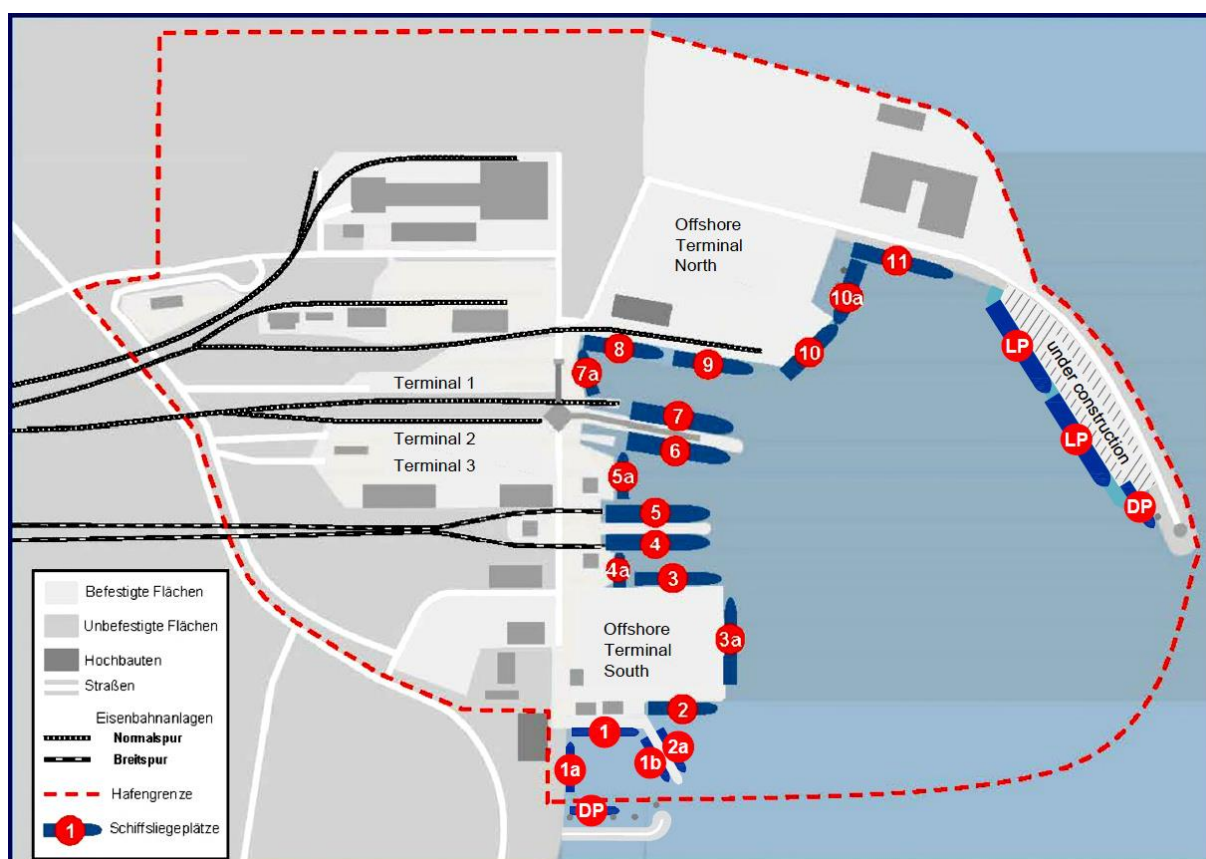 Offshore
Terminal
North
11
10a
10
8
9
7a
7
6
Terminal 1
Terminal 2
Terminal 3
5a
5
4
4a
3
3a
Offshore
Terminal
South
2
1
2a
1b
1a
DP
LP
LP
DP
under construction
Befestigte Flächen
Unbefestigte Flächen
Hochbauten
Straßen
Eisenbahnanlagen
Normalspur
Breitspur
Hafengrenze
1 Schiffsliegeplätze